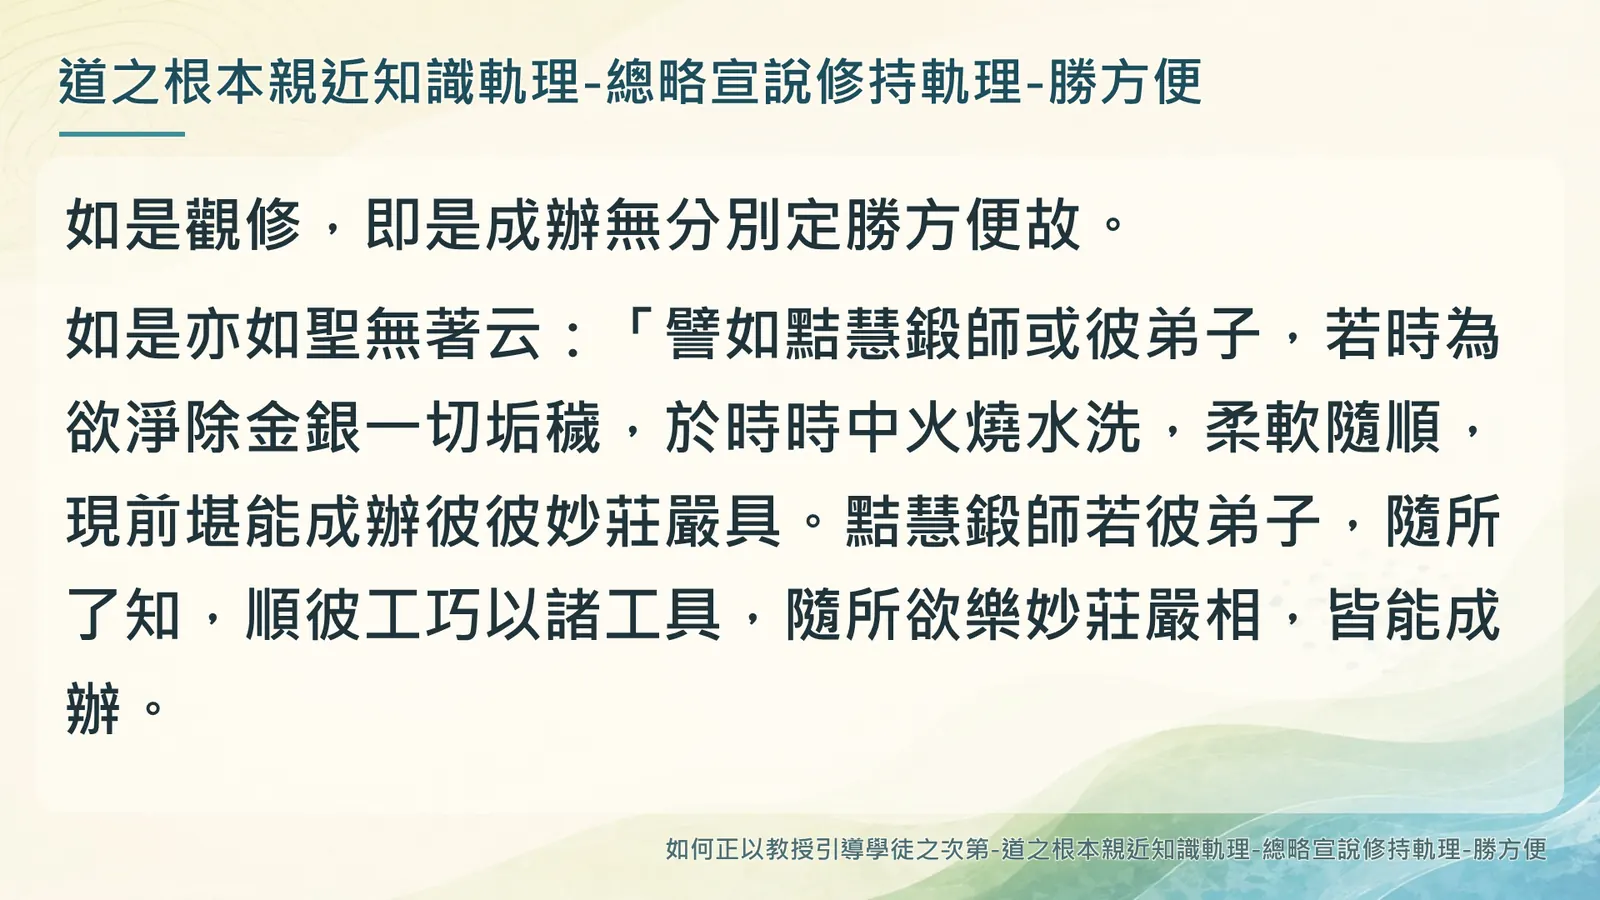 道之根本親近知識軌理-總略宣說修持軌理-勝方便
如是觀修，即是成辦無分別定勝方便故。
如是亦如聖無著云：「譬如黠慧鍛師或彼弟子，若時為
欲淨除金銀一切垢穢，於時時中火燒水洗，柔軟隨順，
現前堪能成辦彼彼妙莊嚴具。黠慧鍛師若彼弟子，隨所
了知，順彼工巧以諸工具，隨所欲樂妙莊嚴相，皆能成
辦。
如何正以教授引導學徒之次第-道之根本親近知識軌理-總略宣說修持軌理-勝方便